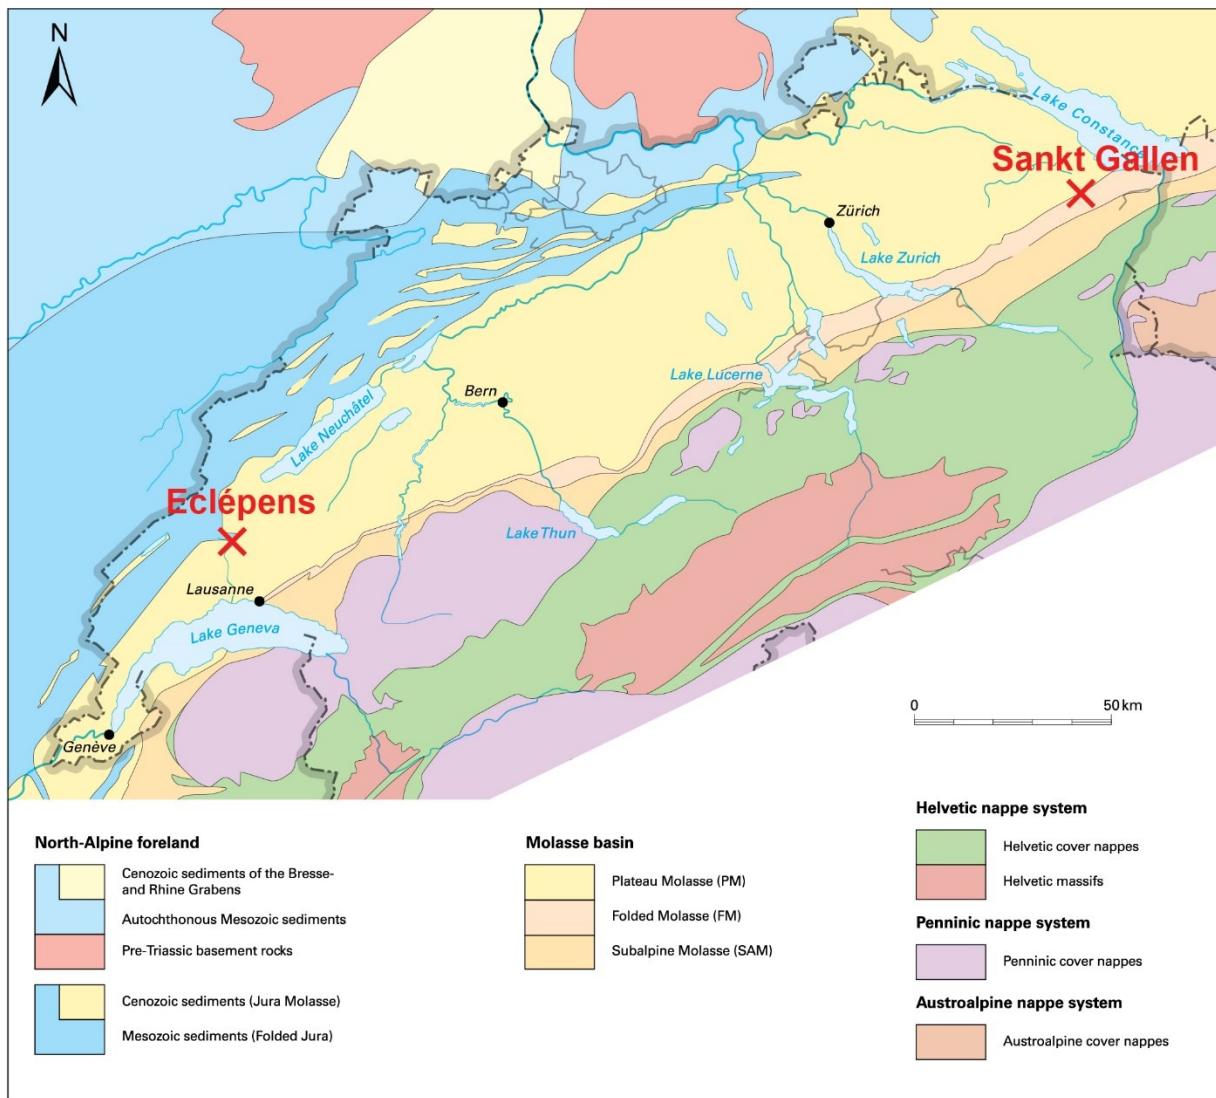 N
Lake Constance
Sankt Gallen
Zürich
Lake Zurich
Lake Lucerne
Bern
Lake Neuchâtel
Eclépens
Lake Thun
Lausanne
Lake Geneva
Genève
0 50 km
North-Alpine foreland
Cenozoic sediments of the Bresse-
and Rhine Grabens
Autochthonous Mesozoic sediments
Pre-Triassic basement rocks
Cenozoic sediments (Jura Molasse)
Mesozoic sediments (Folded Jura)
Molasse basin
Plateau Molasse (PM)
Folded Molasse (FM)
Subalpine Molasse (SAM)
Helvetic nappe system
Helvetic cover nappes
Helvetic massifs
Penninic nappe system
Penninic cover nappes
Austroalpine nappe system
Austroalpine cover nappes